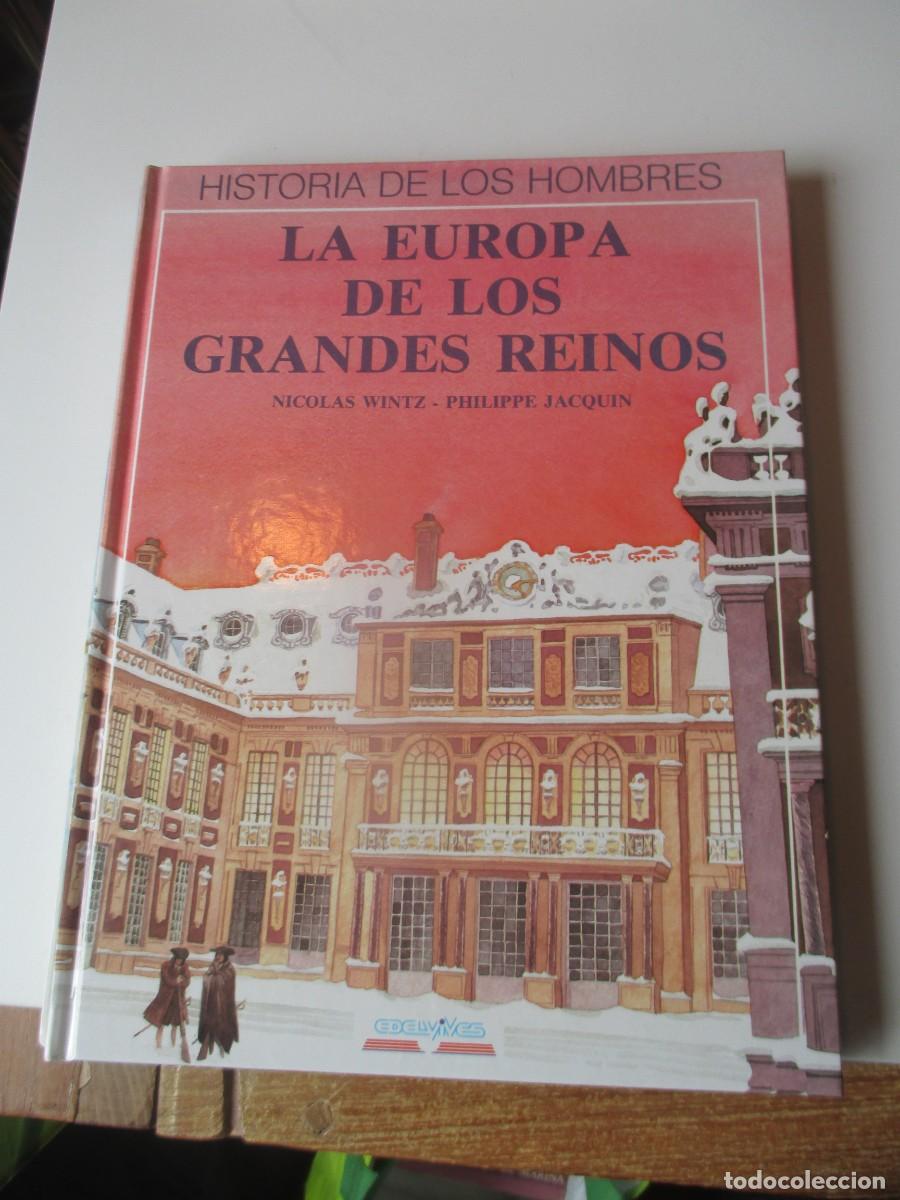 HISTORIA DE LOS HOMBRES
LA EUROPA
DE LOS
GRANDES REINOS
NICOLAS WINTZ - PHILIPPE JACQUIN
EDELVIVES
todocoleccion